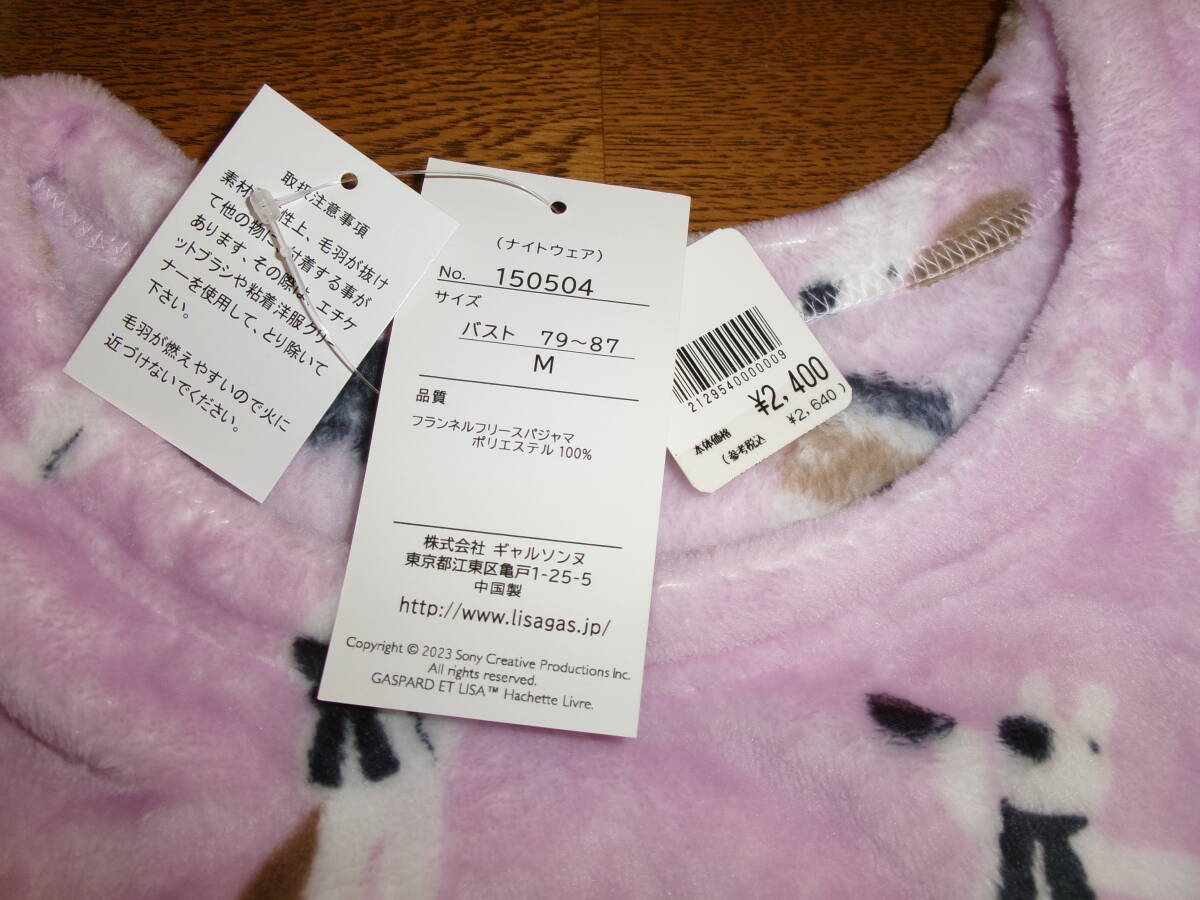 取扱注意事項
素材 性上、毛羽が抜け
て他の物に 着する事が
あります、その際は、エチケ
ットブラシや粘着洋服クリー
ナーを使用して、とり除いて
下さい。
毛羽が燃えやすいので火に
近づけないでください。
(ナイトウェア)
No. 150504
サイズ
バスト 79~87
M
品質
フランネルフリースパジャマ
ポリエステル 100%
株式会社 ギャルソンヌ
東京都江東区亀戸1-25-5
中国製
http://www.lisagas.jp/
Copyright © 2023 Sony Creative Productions Inc.
All rights reserved.
GASPARD ET LISA™ Hachette Livre.
2129540000009
本体価格 ¥2,400
(参考税込 ¥2,640)